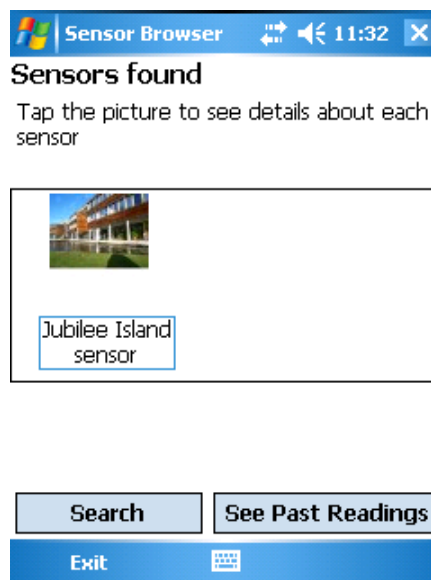 Sensor Browser 11:32
Sensors found
Tap the picture to see details about each
sensor
Jubilee Island
sensor
Search See Past Readings
Exit